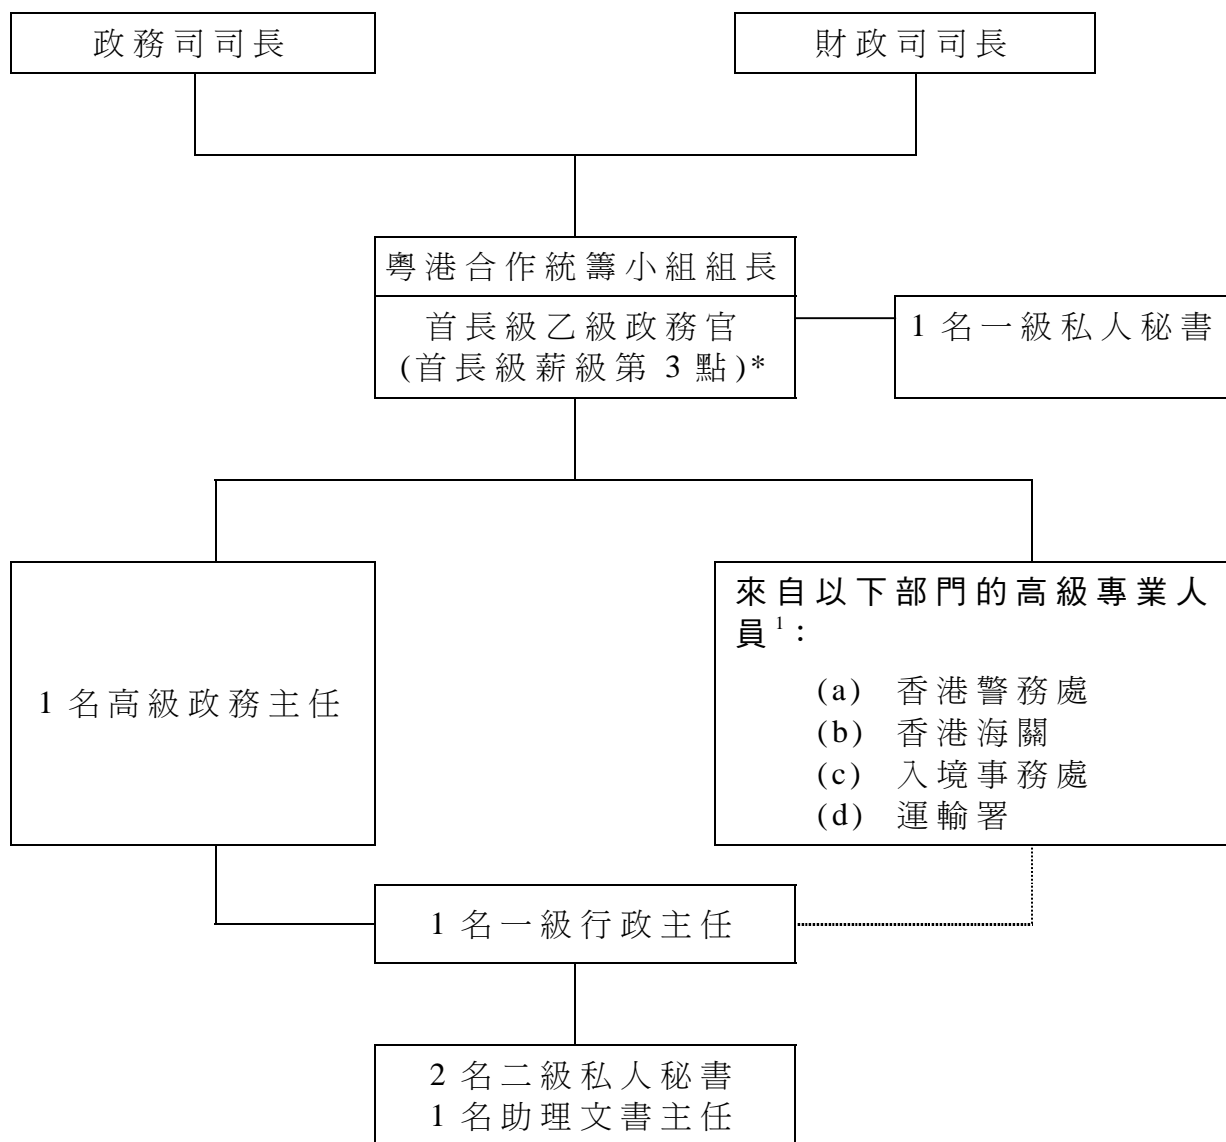 政務司司長
財政司司長
粵港合作統籌小組組長
首長級乙級政務官
(首長級薪級第 3 點)*
1 名一級私人秘書
1 名高級政務主任
來自以下部門的高級專業人
員¹：
(a) 香港警務處
(b) 香港海關
(c) 入境事務處
(d) 運輸署
1 名一級行政主任
2 名二級私人秘書
1 名助理文書主任